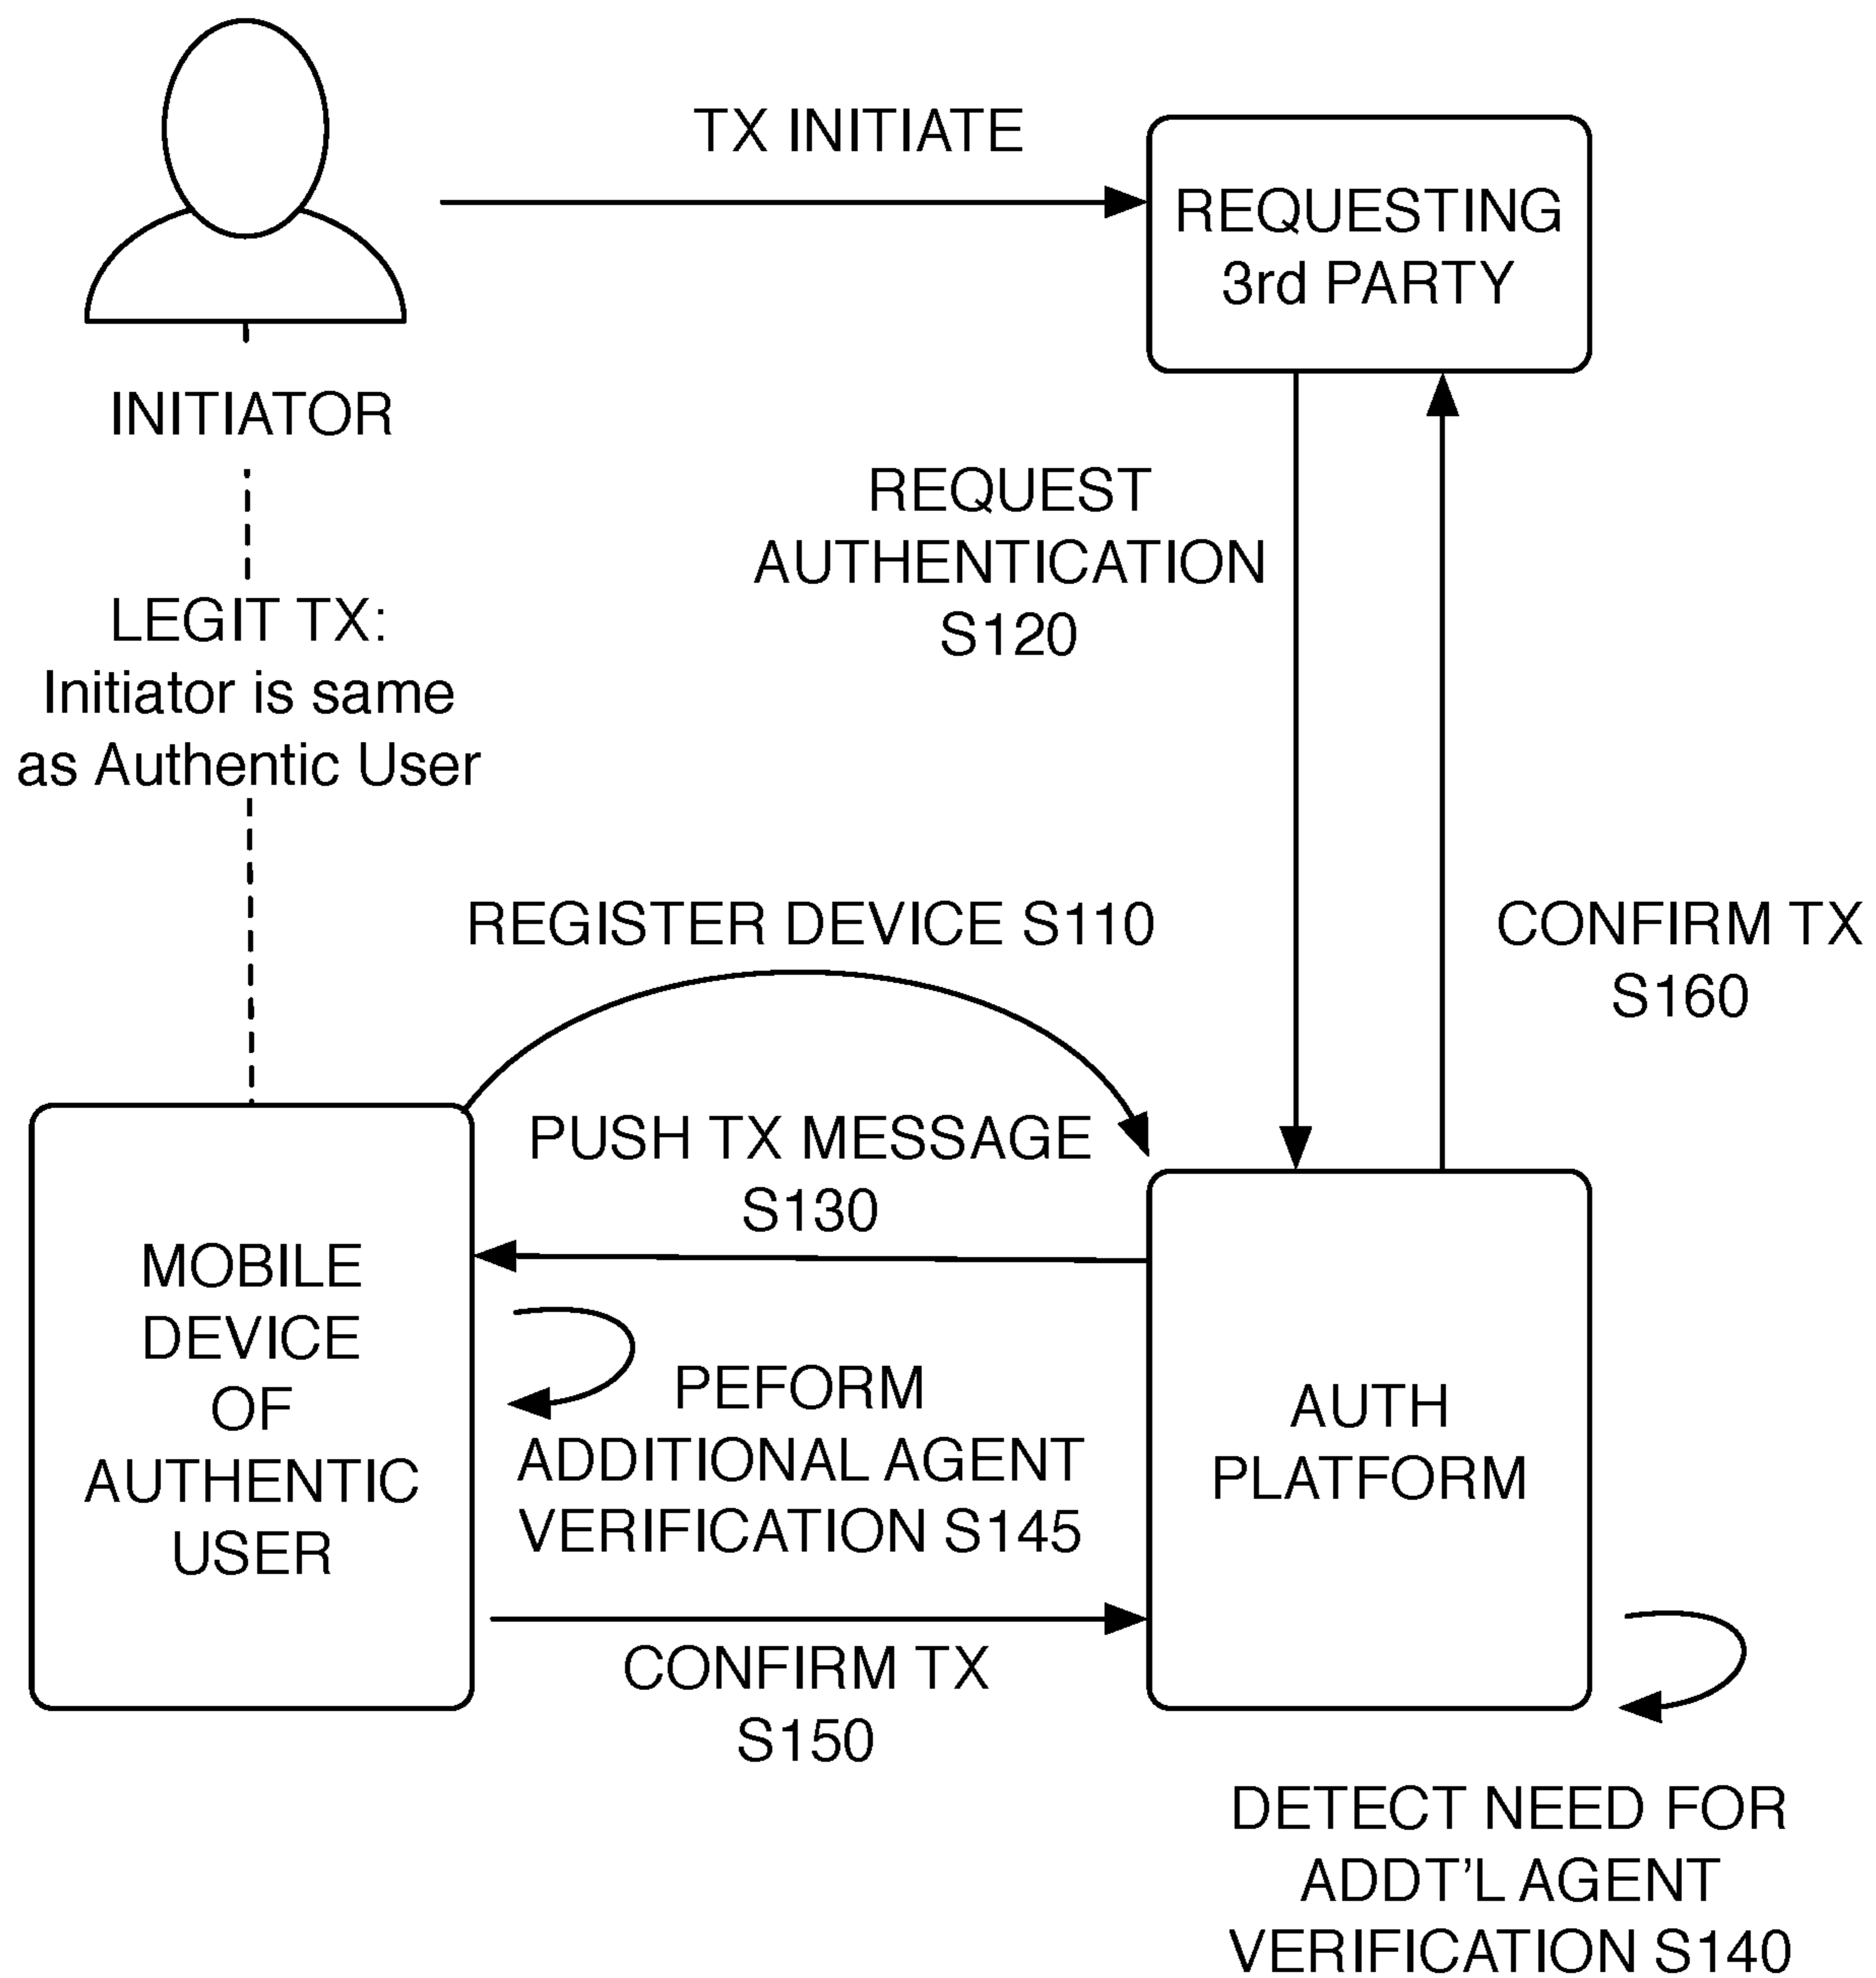 TX INITIATE
REQUESTING
3rd PARTY
INITIATOR
REQUEST
AUTHENTICATION
S120
LEGIT TX:
Initiator is same
as Authentic User
REGISTER DEVICE S110
CONFIRM TX
S160
PUSH TX MESSAGE
S130
MOBILE
DEVICE
OF
AUTHENTIC
USER
PEFORM
ADDITIONAL AGENT
VERIFICATION S145
AUTH
PLATFORM
CONFIRM TX
S150
DETECT NEED FOR
ADDT'L AGENT
VERIFICATION S140